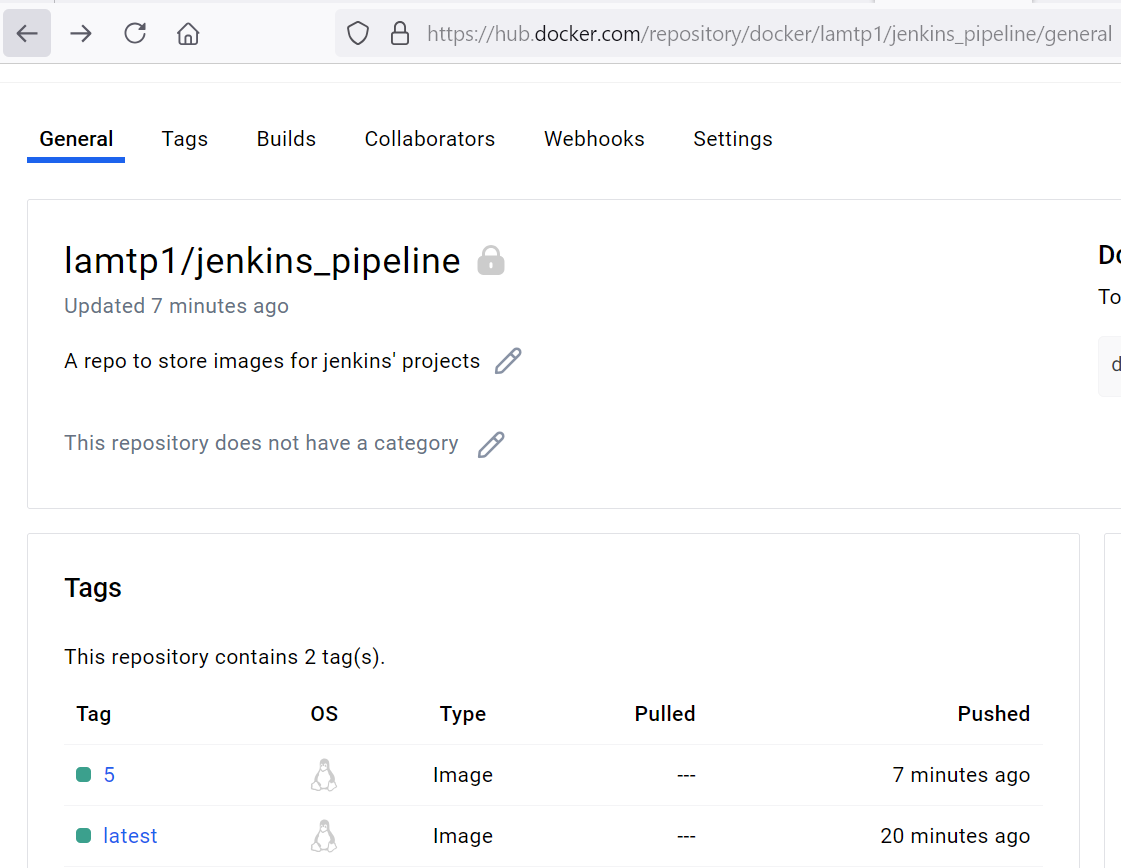 https://hub.docker.com/repository/docker/lamtp1/jenkins_pipeline/general
General Tags Builds Collaborators Webhooks Settings
lamtp1/jenkins_pipeline
Updated 7 minutes ago
A repo to store images for jenkins' projects
This repository does not have a category
To
Tags
This repository contains 2 tag(s).
Tag OS Type Pulled Pushed
5 Image --- 7 minutes ago
latest Image --- 20 minutes ago